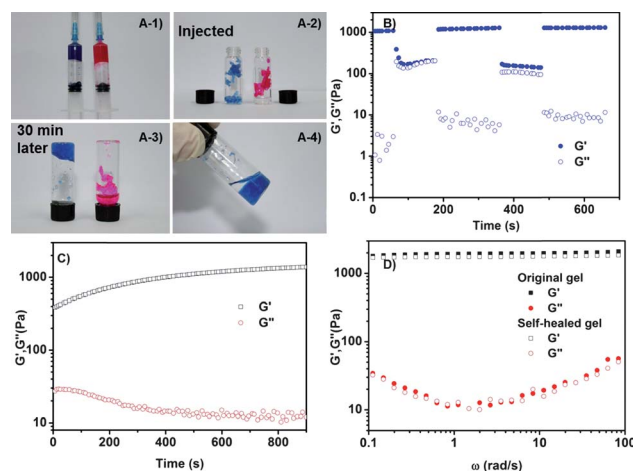 A-1)
Injected
A-2)
30 min
later
A-3)
A-4)
B)
G',G''(Pa)
1000
100
10
1
0.1
0
200
400
600
Time (s)
G'
G''
C)
G',G''(Pa)
1000
100
10
0
200
400
600
800
Time (s)
G'
G''
D)
G',G''(Pa)
1000
100
10
0.1
1
10
100
ω (rad/s)
Original gel
G'
G''
Self-healed gel
G'
G''